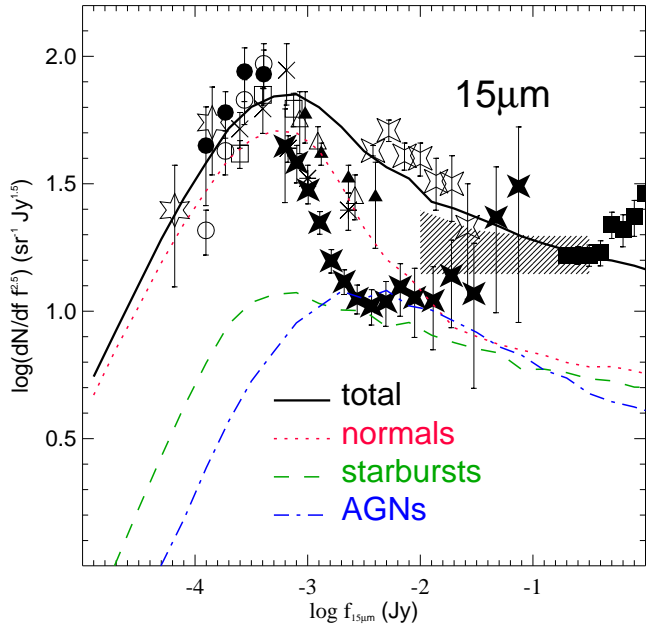 2.0
1.5
1.0
0.5
log(dN/df f^2.5) (sr^-1 Jy^1.5)
15μm
total
normals
starbursts
AGNs
-4 -3 -2 -1
log f_15μm (Jy)